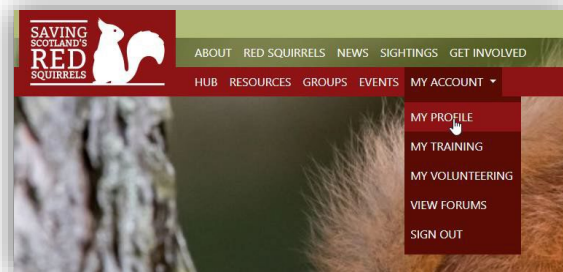 SAVING
SCOTLAND'S
RED
SQUIRRELS
ABOUT RED SQUIRRELS NEWS SIGHTINGS GET INVOLVED
HUB RESOURCES GROUPS EVENTS MY ACCOUNT
MY PROFILE
MY TRAINING
MY VOLUNTEERING
VIEW FORUMS
SIGN OUT